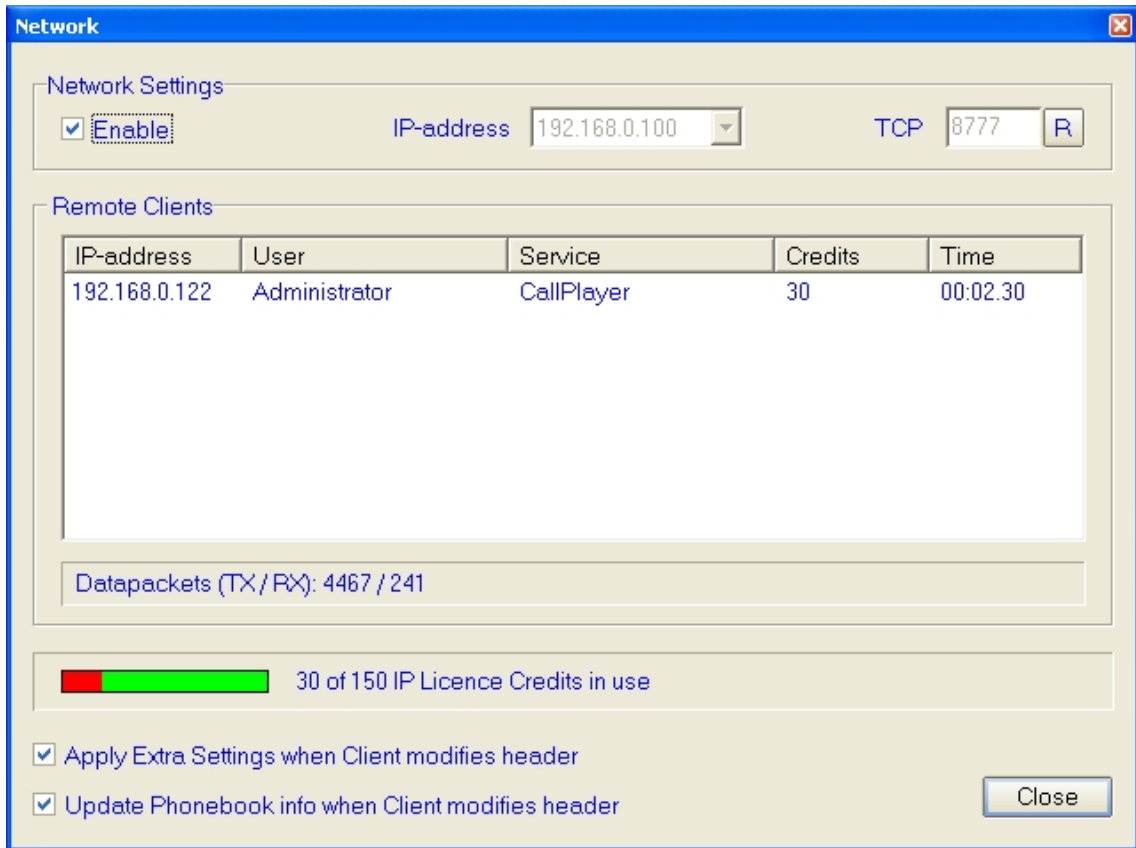 Network
Network Settings
Enable IP-address 192.168.0.100 TCP 8777 R
Remote Clients
IP-address User Service Credits Time
192.168.0.122 Administrator CallPlayer 30 00:02.30
Datapackets (TX / RX): 4467 / 241
30 of 150 IP Licence Credits in use
Apply Extra Settings when Client modifies header
Update Phonebook info when Client modifies header
Close